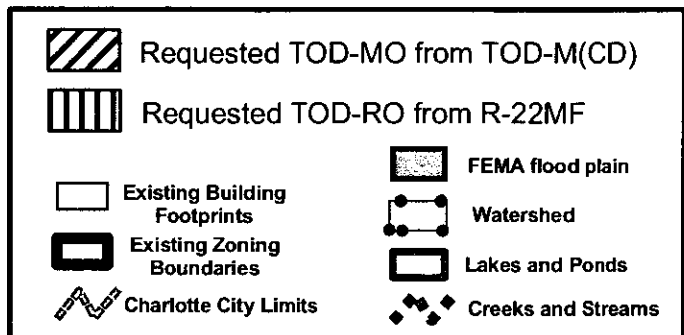 Requested TOD-MO from TOD-M(CD)
Requested TOD-RO from R-22MF
Existing Building
Footprints
Existing Zoning
Boundaries
Charlotte City Limits
FEMA flood plain
Watershed
Lakes and Ponds
Creeks and Streams